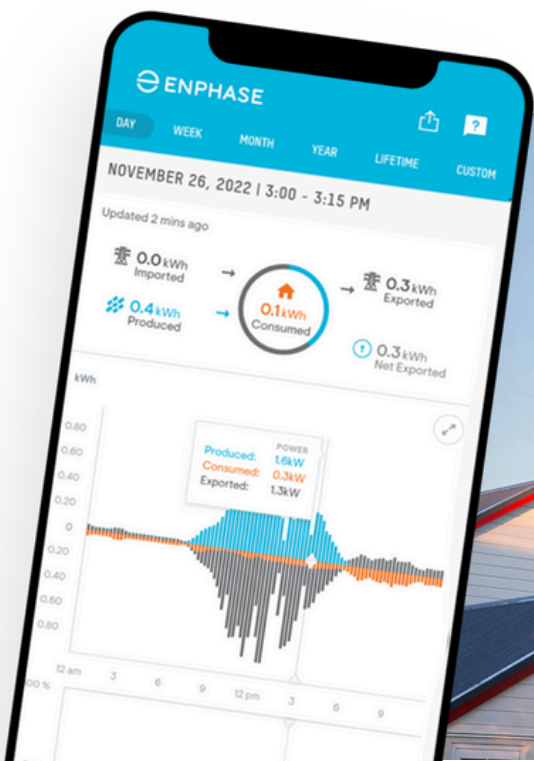 ENPHASE
?
DAY WEEK MONTH YEAR LIFETIME CUSTOM
NOVEMBER 26, 2022 | 3:00 - 3:15 PM
Updated 2 mins ago
0.0 kWh
Imported
0.4 kWh
Produced
0.1 kWh
Consumed
0.3 kWh
Exported
0.3 kWh
Net Exported
kWh
POWER
Produced: 1.6kW
Consumed: 0.3kW
Exported: 1.3kW
0.80
0.60
0.40
0.20
0
0.20
0.40
0.60
0.80
12 am 3 6 9 12 pm 3 6 9
00 %